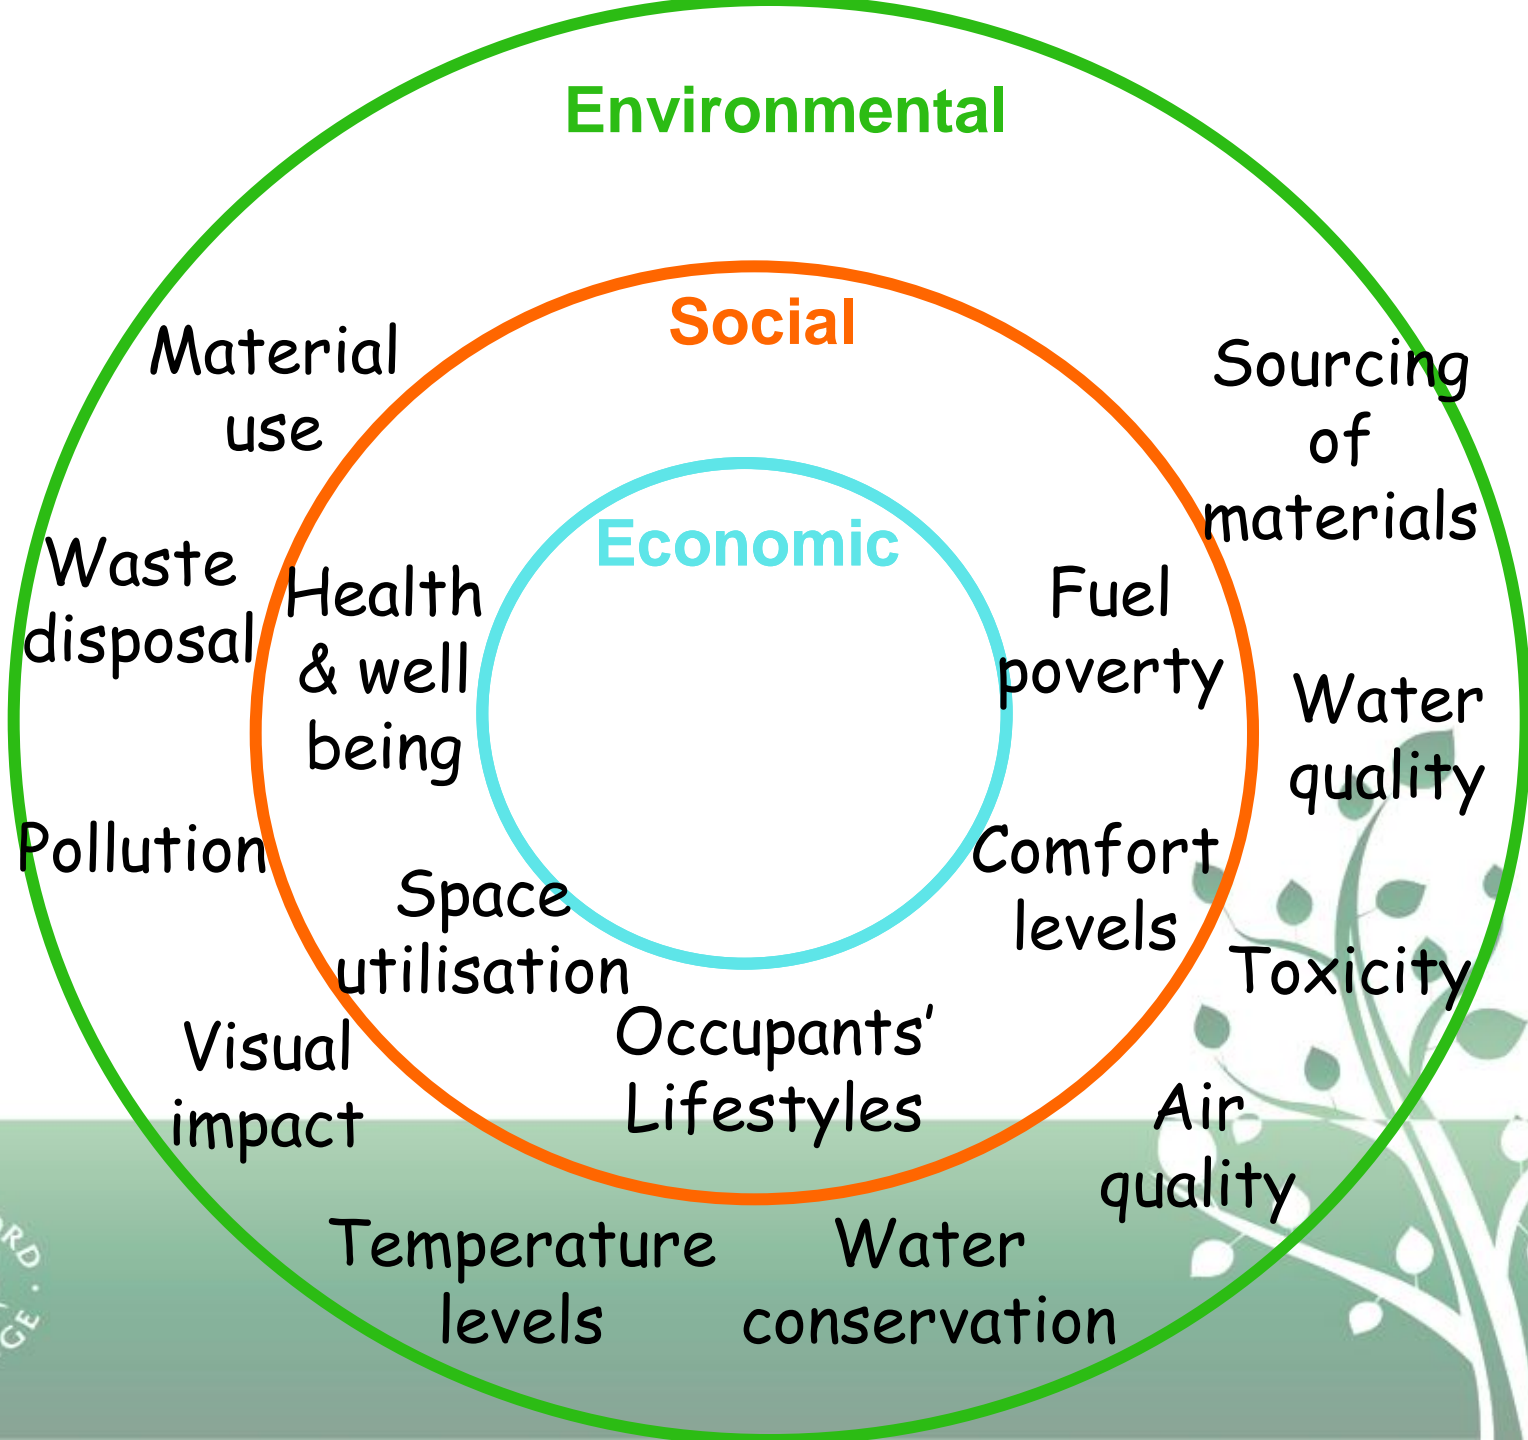 Environmental
Social
Economic
Material
use
Sourcing
of
materials
Waste
disposal
Health
& well
being
Fuel
poverty
Water
quality
Pollution
Comfort
levels
Space
utilisation
Toxicity
Visual
impact
Occupants’
Lifestyles
Air
quality
Temperature
levels
Water
conservation